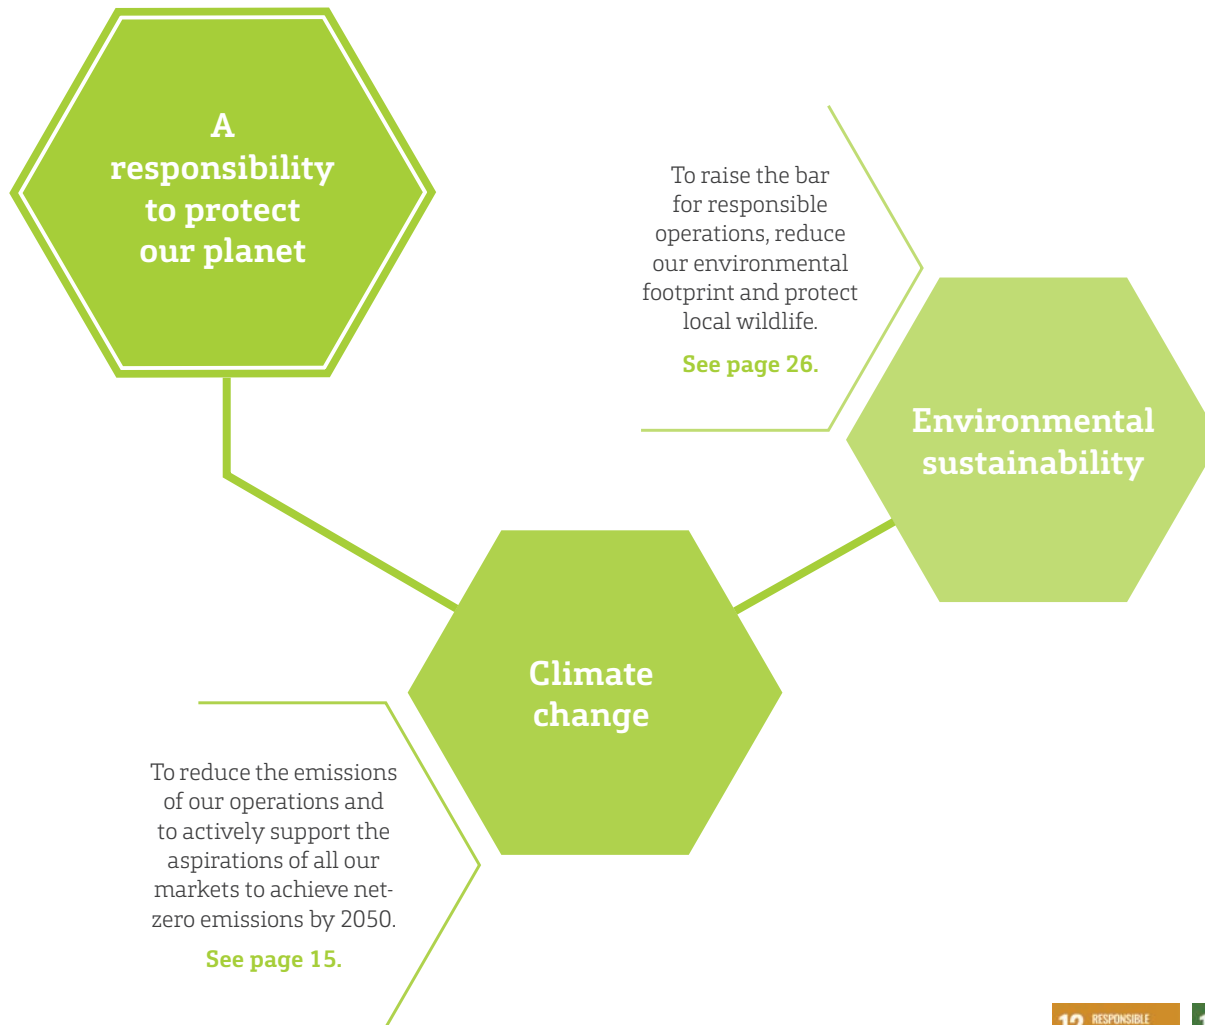 A
responsibility
to protect
our planet
To raise the bar
for responsible
operations, reduce
our environmental
footprint and protect
local wildlife.
See page 26.
Environmental
sustainability
Climate
change
To reduce the emissions
of our operations and
to actively support the
aspirations of all our
markets to achieve net-
zero emissions by 2050.
See page 15.
12 RESPONSIBLE